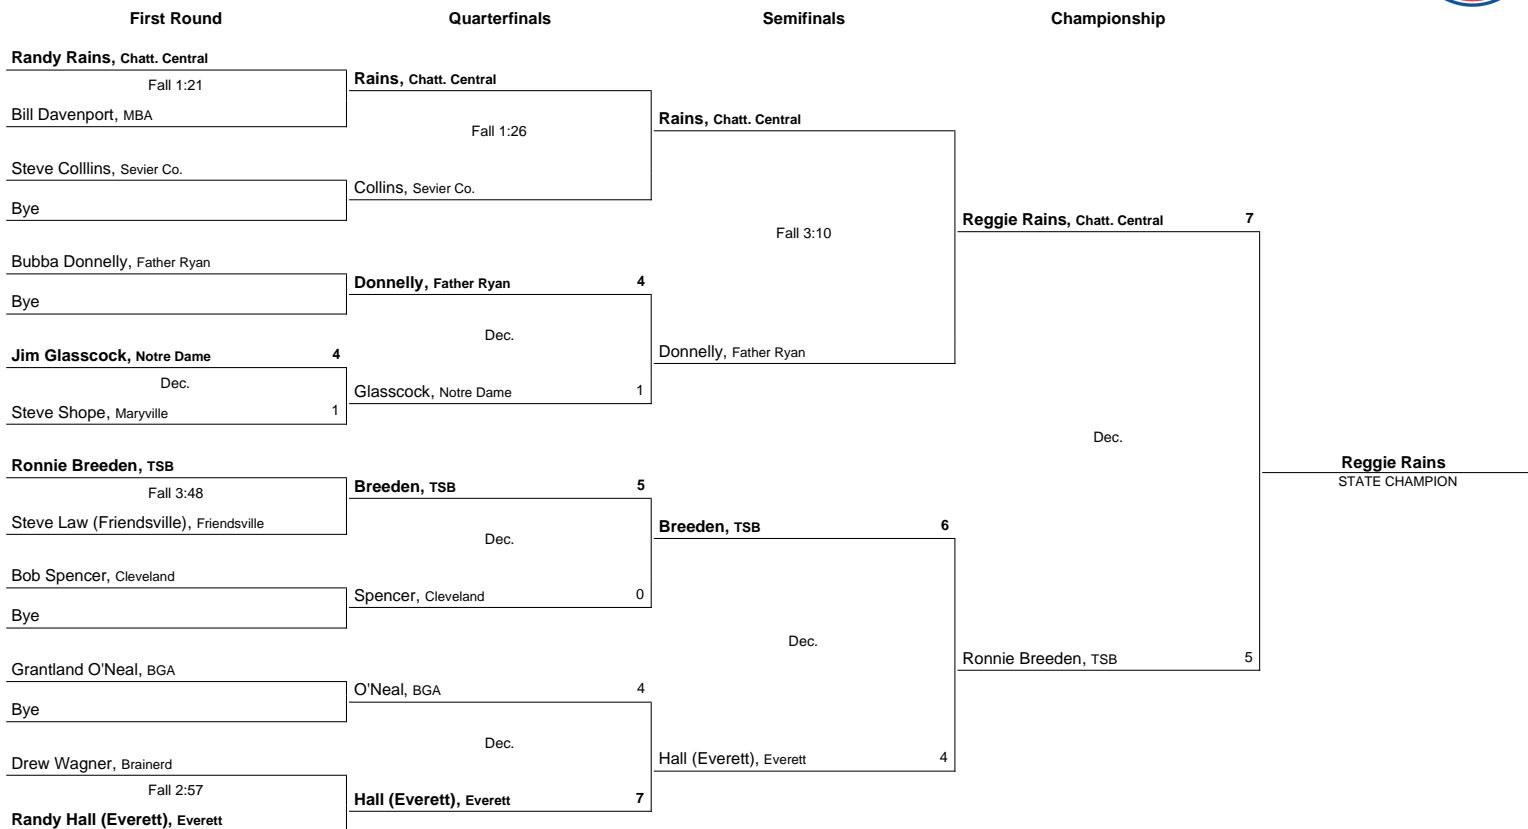 First Round Quarterfinals Semifinals Championship
Randy Rains, Chatt. Central
Fall 1:21
Bill Davenport, MBA
Steve Colllins, Sevier Co.
Bye
Bubba Donnelly, Father Ryan
Bye
Jim Glasscock, Notre Dame 4
Dec.
Steve Shope, Maryville 1
Ronnie Breeden, TSB
Fall 3:48
Steve Law (Friendsville), Friendsville
Bob Spencer, Cleveland
Bye
Grantland O'Neal, BGA
Bye
Drew Wagner, Brainerd
Fall 2:57
Randy Hall (Everett), Everett
Rains, Chatt. Central
Fall 1:26
Collins, Sevier Co.
Donnelly, Father Ryan 4
Dec.
Glasscock, Notre Dame 1
Breeden, TSB 5
Dec.
Spencer, Cleveland 0
O'Neal, BGA 4
Dec.
Hall (Everett), Everett 7
Rains, Chatt. Central
Fall 3:10
Donnelly, Father Ryan
Breeden, TSB 6
Dec.
Hall (Everett), Everett 4
Reggie Rains, Chatt. Central 7
Dec.
Ronnie Breeden, TSB 5
Reggie Rains
STATE CHAMPION